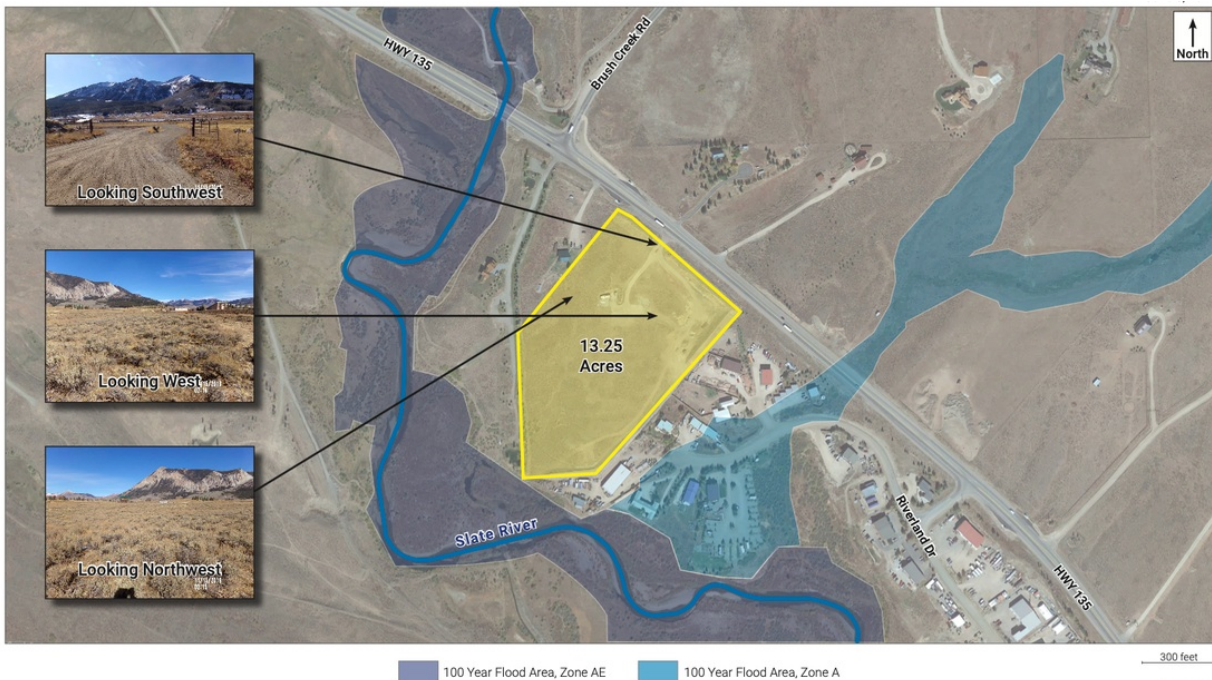 North
HWY 135
Brush Creek Rd
Looking Southwest
Looking West
Looking Northwest
13.25
Acres
Slate River
Riverland Dr
HWY 135
300 feet
100 Year Flood Area, Zone AE
100 Year Flood Area, Zone A